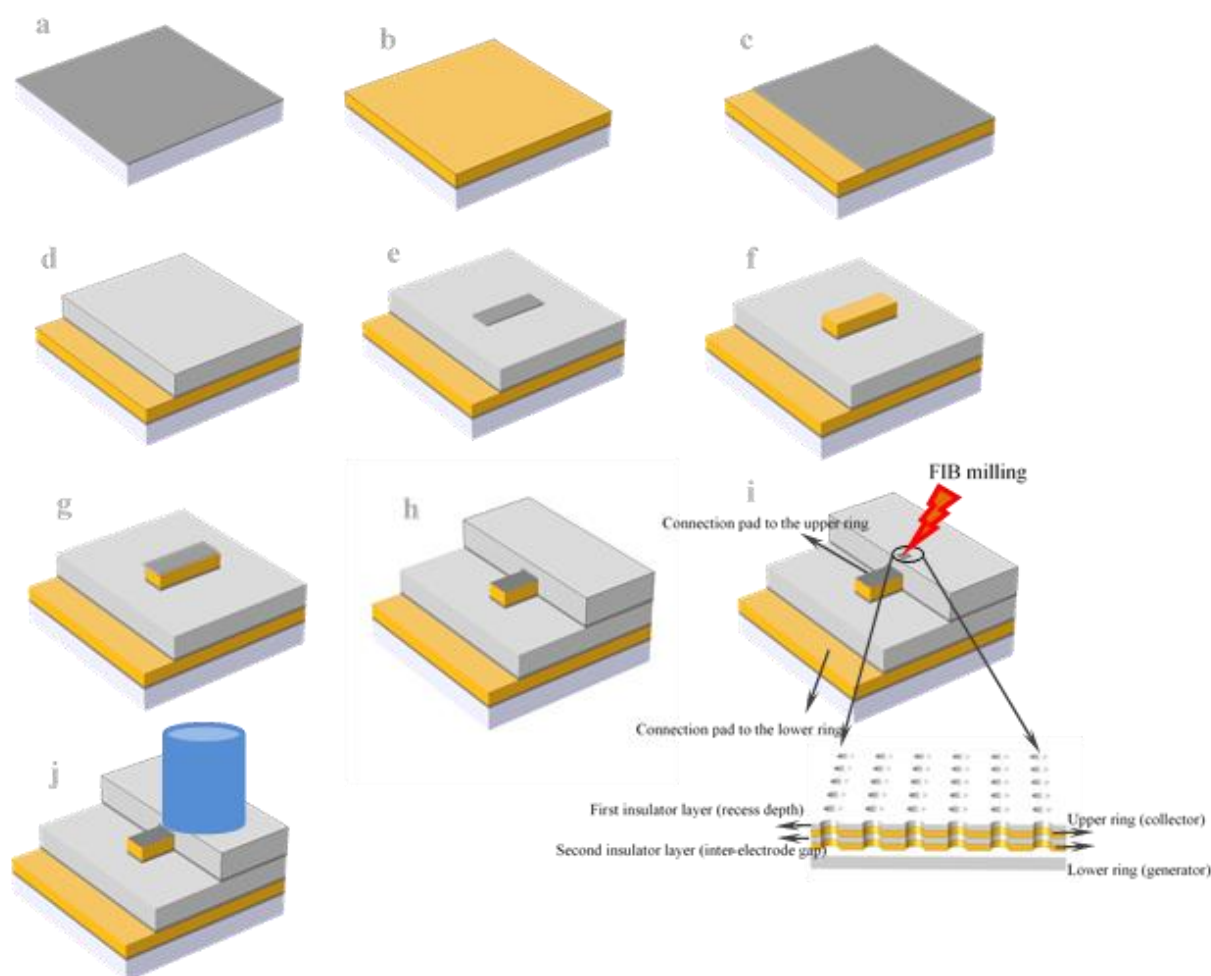 a
b
c
d
e
f
g
h
i
FIB milling
Connection pad to the upper ring
Connection pad to the lower ring
j
First insulator layer (recess depth)
Upper ring (collector)
Second insulator layer (inter-electrode gap)
Lower ring (generator)